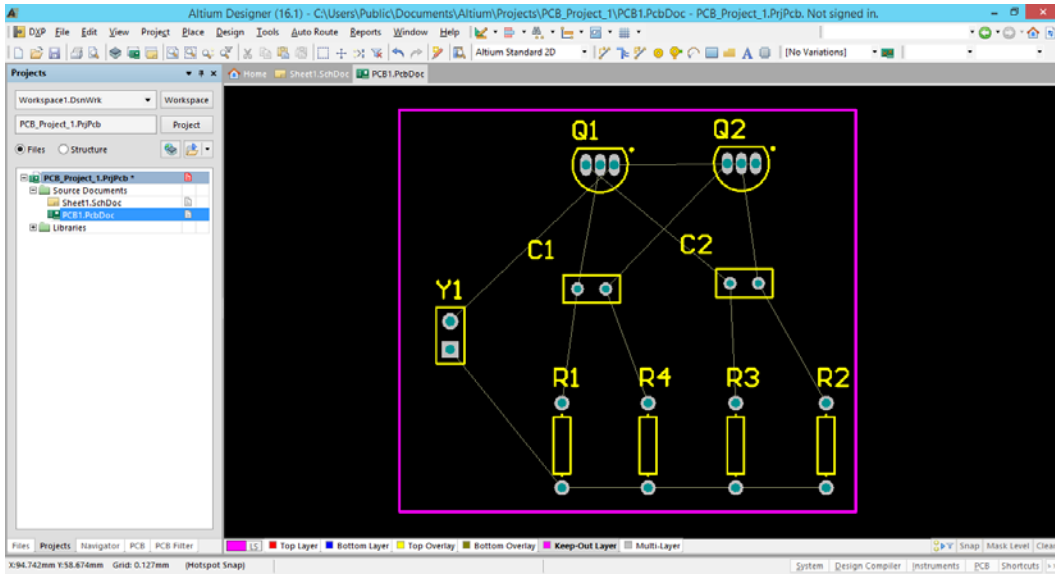 Altium Designer (16.1) - C:\Users\Public\Documents\Altium\Projects\PCB_Project_1\PCB1.PcbDoc - PCB_Project_1.PrjPcb. Not signed in.
DXP File Edit View Project Place Design Tools Auto Route Reports Window Help
Altium Standard 2D [No Variations]
Projects Home Sheet1.SchDoc PCB1.PcbDoc
Workspace1.DsnWrk Workspace
PCB_Project_1.PrjPcb Project
Files Structure
PCB_Project_1.PrjPcb *
Source Documents
Sheet1.SchDoc
PCB1.PcbDoc
Libraries
Q1 Q2
C1 C2
Y1
R1 R4 R3 R2
Files Projects Navigator PCB PCB Filter LS Top Layer Bottom Layer Top Overlay Bottom Overlay Keep-Out Layer Multi-Layer Snap Mask Level Clea
X:94.742mm Y:58.674mm Grid: 0.127mm (Hotspot Snap) System Design Compiler Instruments PCB Shortcuts